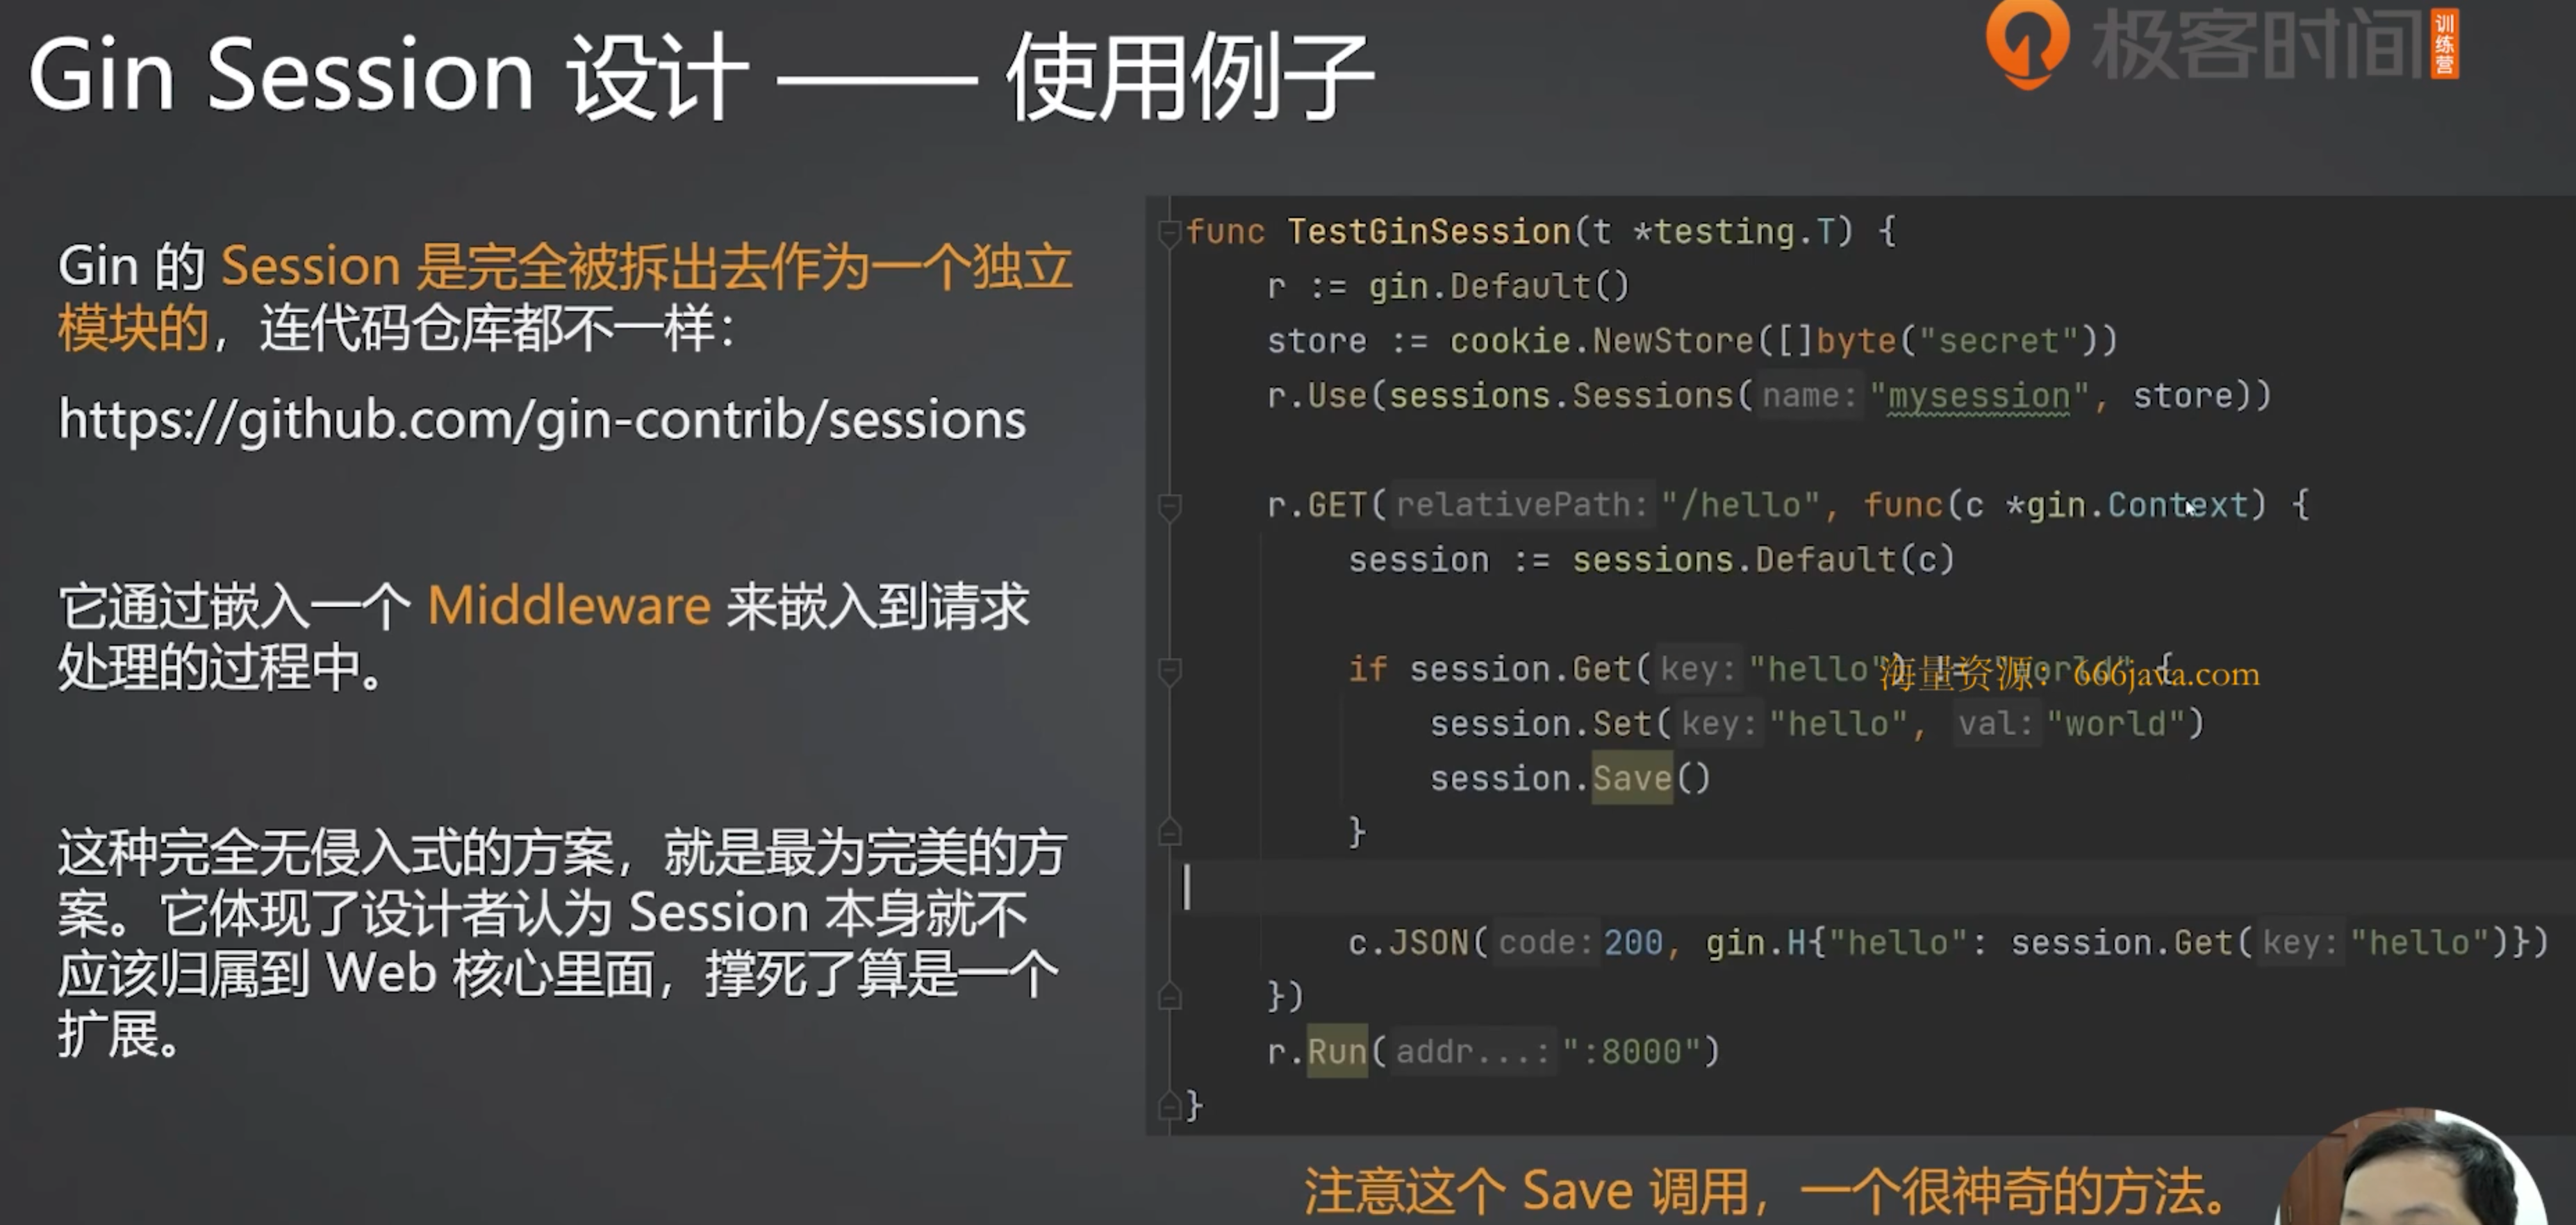 Gin Session 设计 —— 使用例子
极客时间
训练营
Gin 的 Session 是完全被拆出去作为一个独立
模块的，连代码仓库都不一样：
https://github.com/gin-contrib/sessions
它通过嵌入一个 Middleware 来嵌入到请求
处理的过程中。
这种完全无侵入式的方案，就是最为完美的方
案。它体现了设计者认为 Session 本身就不
应该归属到 Web 核心里面，撑死了算是一个
扩展。
func TestGinSession(t *testing.T) {
r := gin.Default()
store := cookie.NewStore([]byte("secret"))
r.Use(sessions.Sessions( name: "mysession", store))
r.GET( relativePath: "/hello", func(c *gin.Context) {
session := sessions.Default(c)
if session.Get( key: "hello") != "world" {
海量资源：666java.com
session.Set( key: "hello", val: "world")
session.Save()
}
c.JSON( code: 200, gin.H{"hello": session.Get( key: "hello")})
})
r.Run( addr...: ":8000")
}
注意这个 Save 调用，一个很神奇的方法。